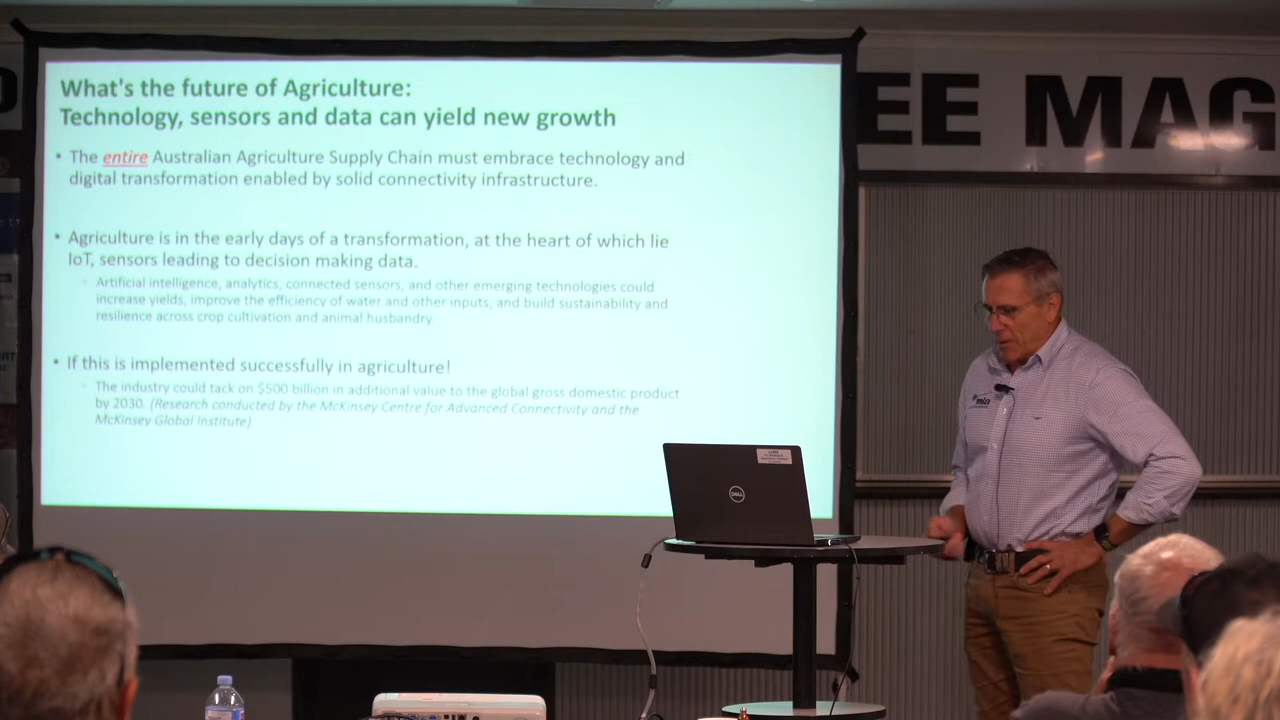 What's the future of Agriculture:
Technology, sensors and data can yield new growth
• The entire Australian Agriculture Supply Chain must embrace technology and
digital transformation enabled by solid connectivity infrastructure.
• Agriculture is in the early days of a transformation, at the heart of which lie
IoT, sensors leading to decision making data.
Artificial intelligence, analytics, connected sensors, and other emerging technologies could
increase yields, improve the efficiency of water and other inputs, and build sustainability and
resilience across crop cultivation and animal husbandry.
• If this is implemented successfully in agriculture!
The industry could tack on $500 billion in additional value to the global gross domestic product
by 2030. (Research conducted by the McKinsey Centre for Advanced Connectivity and the
McKinsey Global Institute).
EE MAG
DELL
mla